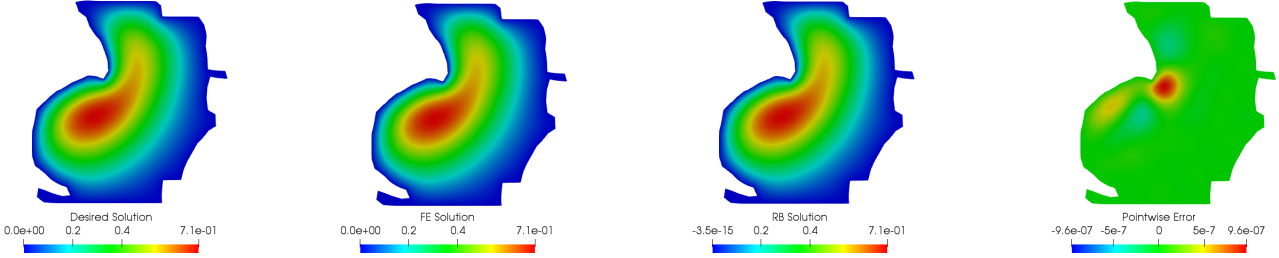 Desired Solution
0.0e+00 0.2 0.4 7.1e-01
FE Solution
0.0e+00 0.2 0.4 7.1e-01
RB Solution
-3.5e-15 0.2 0.4 7.1e-01
Pointwise Error
-9.6e-07 -5e-7 0 5e-7 9.6e-07